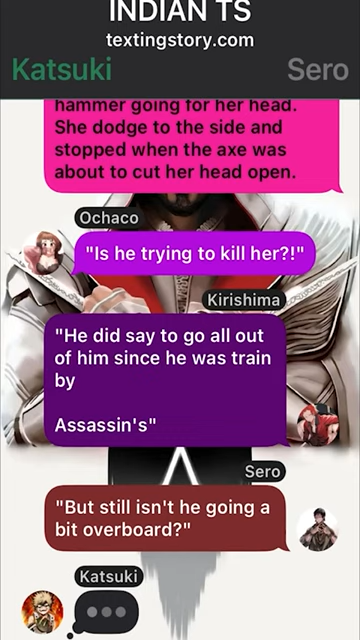 INDIAN TS
textingstory.com
Katsuki
Sero
hammer going for her head.
She dodge to the side and
stopped when the axe was
about to cut her head open.
Ochaco
"Is he trying to kill her?!"
Kirishima
"He did say to go all out
of him since he was train
by
Assassin's"
Sero
"But still isn't he going a
bit overboard?"
Katsuki